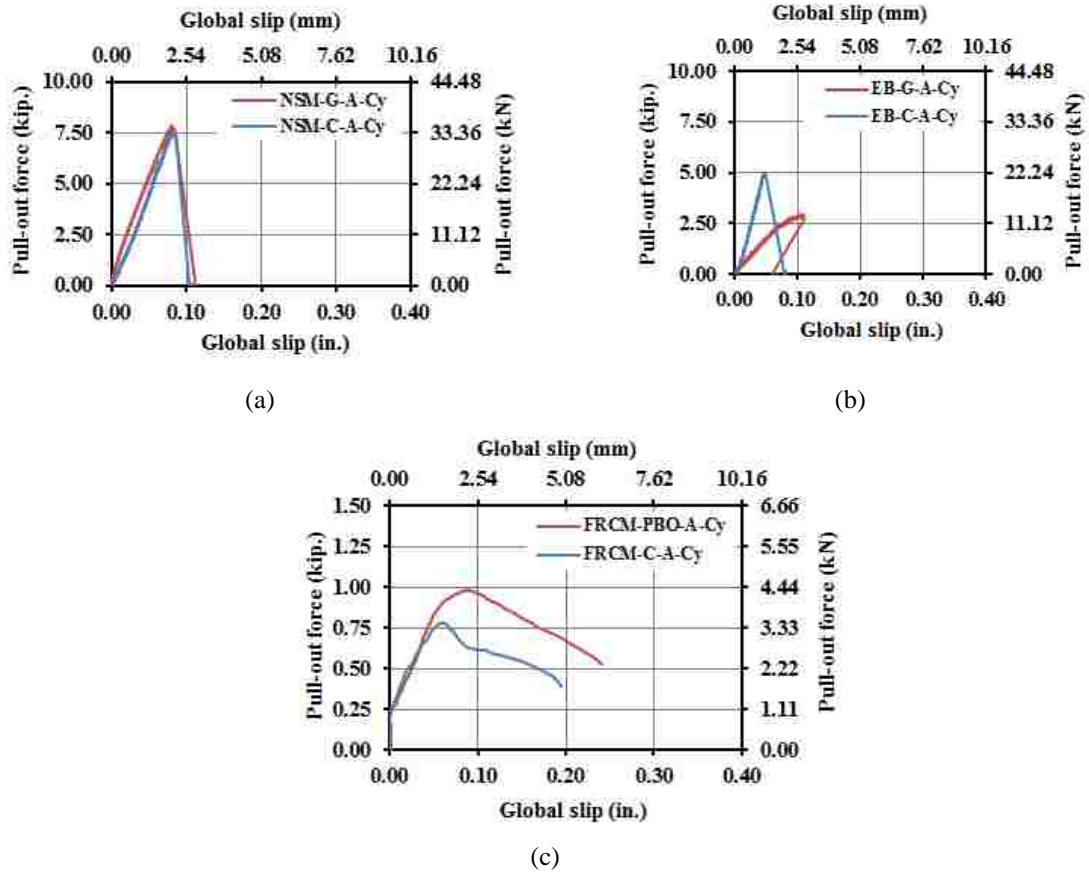 Global slip (mm)
0.00 2.54 5.08 7.62 10.16
10.00 44.48
NSM-G-A-Cy
NSM-C-A-Cy
7.50 33.36
5.00 22.24
2.50 11.12
0.00 0.00
Pull-out force (kip.)
Pull-out force (kN)
0.00 0.10 0.20 0.30 0.40
Global slip (in.)
(a)
Global slip (mm)
0.00 2.54 5.08 7.62 10.16
10.00 44.48
EB-G-A-Cy
EB-C-A-Cy
7.50 33.36
5.00 22.24
2.50 11.12
0.00 0.00
Pull-out force (kip.)
Pull-out force (kN)
0.00 0.10 0.20 0.30 0.40
Global slip (in.)
(b)
Global slip (mm)
0.00 2.54 5.08 7.62 10.16
1.50 6.66
FRCM-PBO-A-Cy
1.25 5.55
FRCM-C-A-Cy
1.00 4.44
0.75 3.33
0.50 2.22
0.25 1.11
0.00 0.00
Pull-out force (kip.)
Pull-out force (kN)
0.00 0.10 0.20 0.30 0.40
Global slip (in.)
(c)